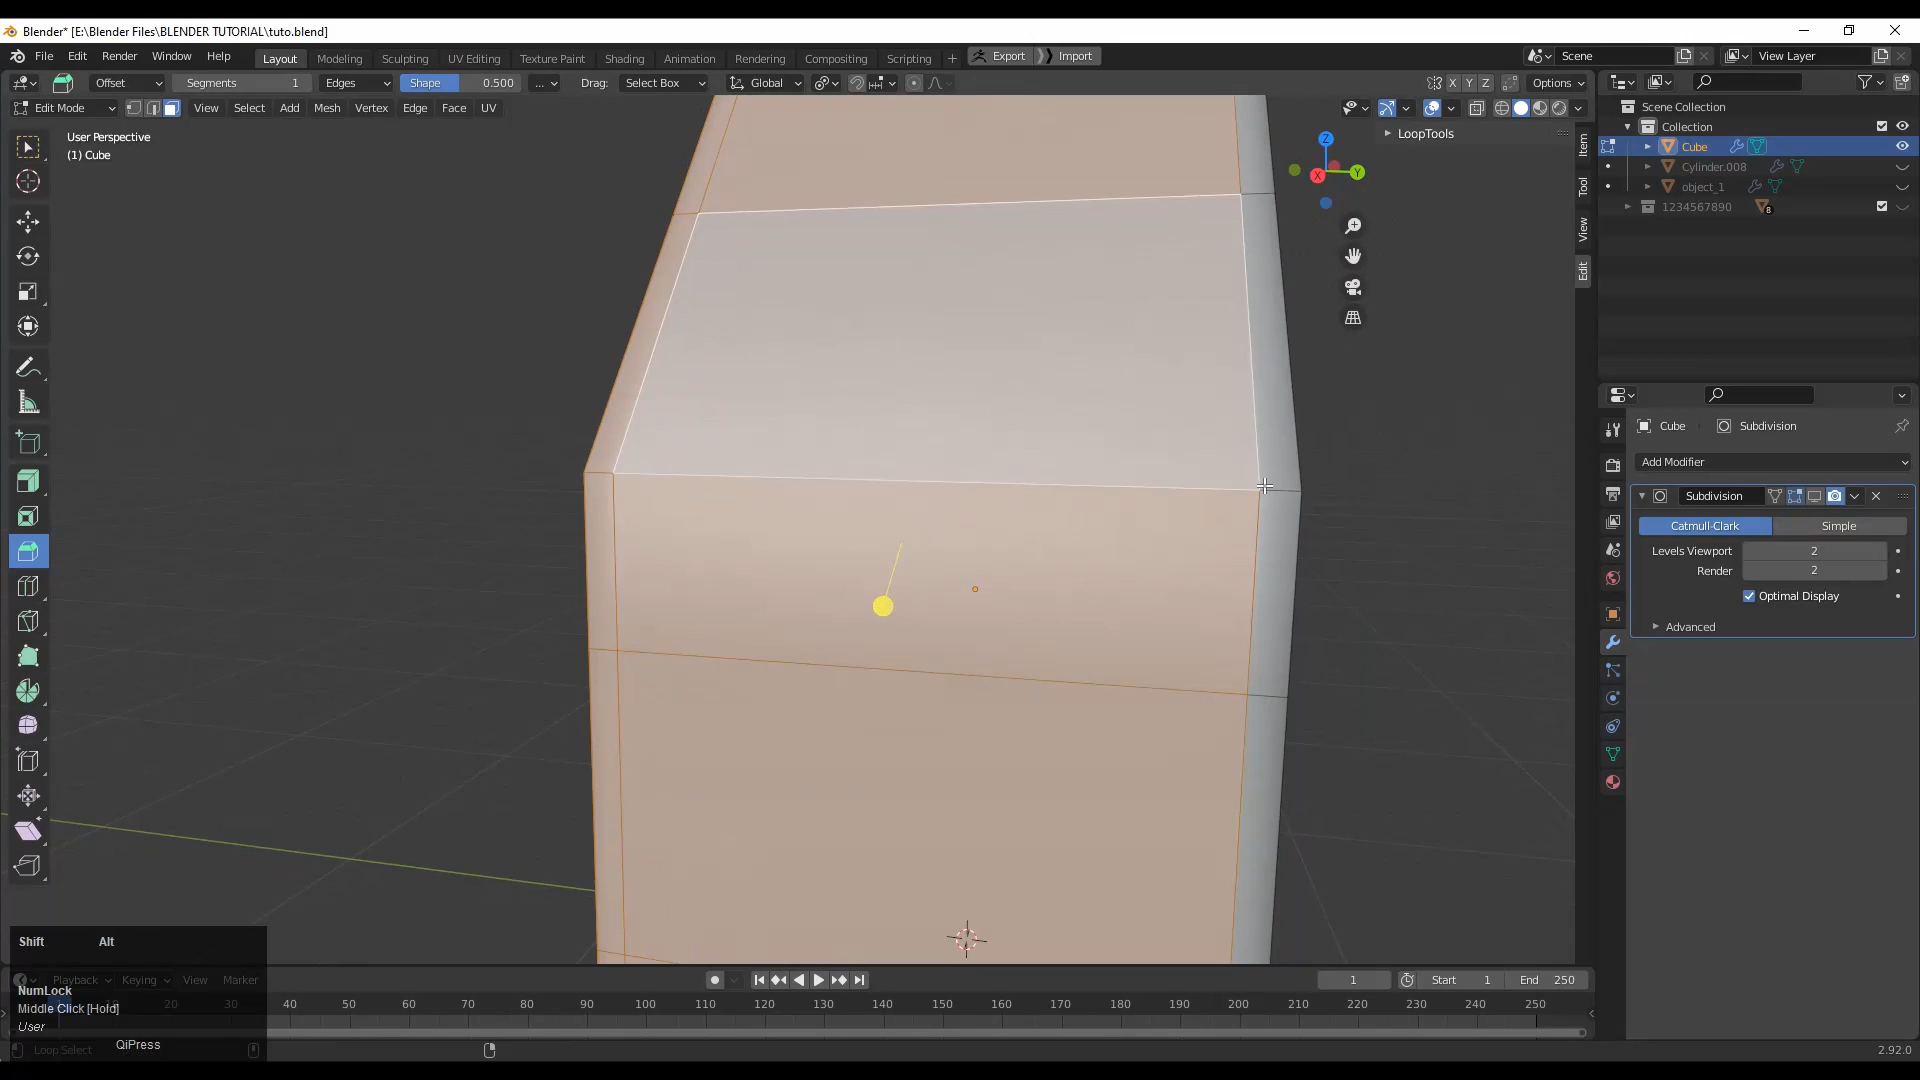 Blender* [E:\Blender Files\BLENDER TUTORIAL\tuto.blend]
File Edit Render Window Help Layout Modeling Sculpting UV Editing Texture Paint Shading Animation Rendering Compositing Scripting + Export Import Scene View Layer
Offset Segments 1 Edges Shape 0.500 ... Drag: Select Box Global X Y Z Options
Edit Mode View Select Add Mesh Vertex Edge Face UV
User Perspective
(1) Cube
LoopTools
Z
X
Y
Item
Tool
View
Edit
Scene Collection
Collection
Cube
Cylinder.008
object_1
1234567890 8
Cube Subdivision
Add Modifier
Subdivision
Catmull-Clark Simple
Levels Viewport 2
Render 2
Optimal Display
Advanced
Shift Alt
NumLock
Middle Click [Hold]
User
QiPress
Playback Keying View Marker 1 Start 1 End 250
20 30 40 50 60 70 80 90 100 110 120 130 140 150 160 170 180 190 200 210 220 230 240 250
Loop Select
2.92.0